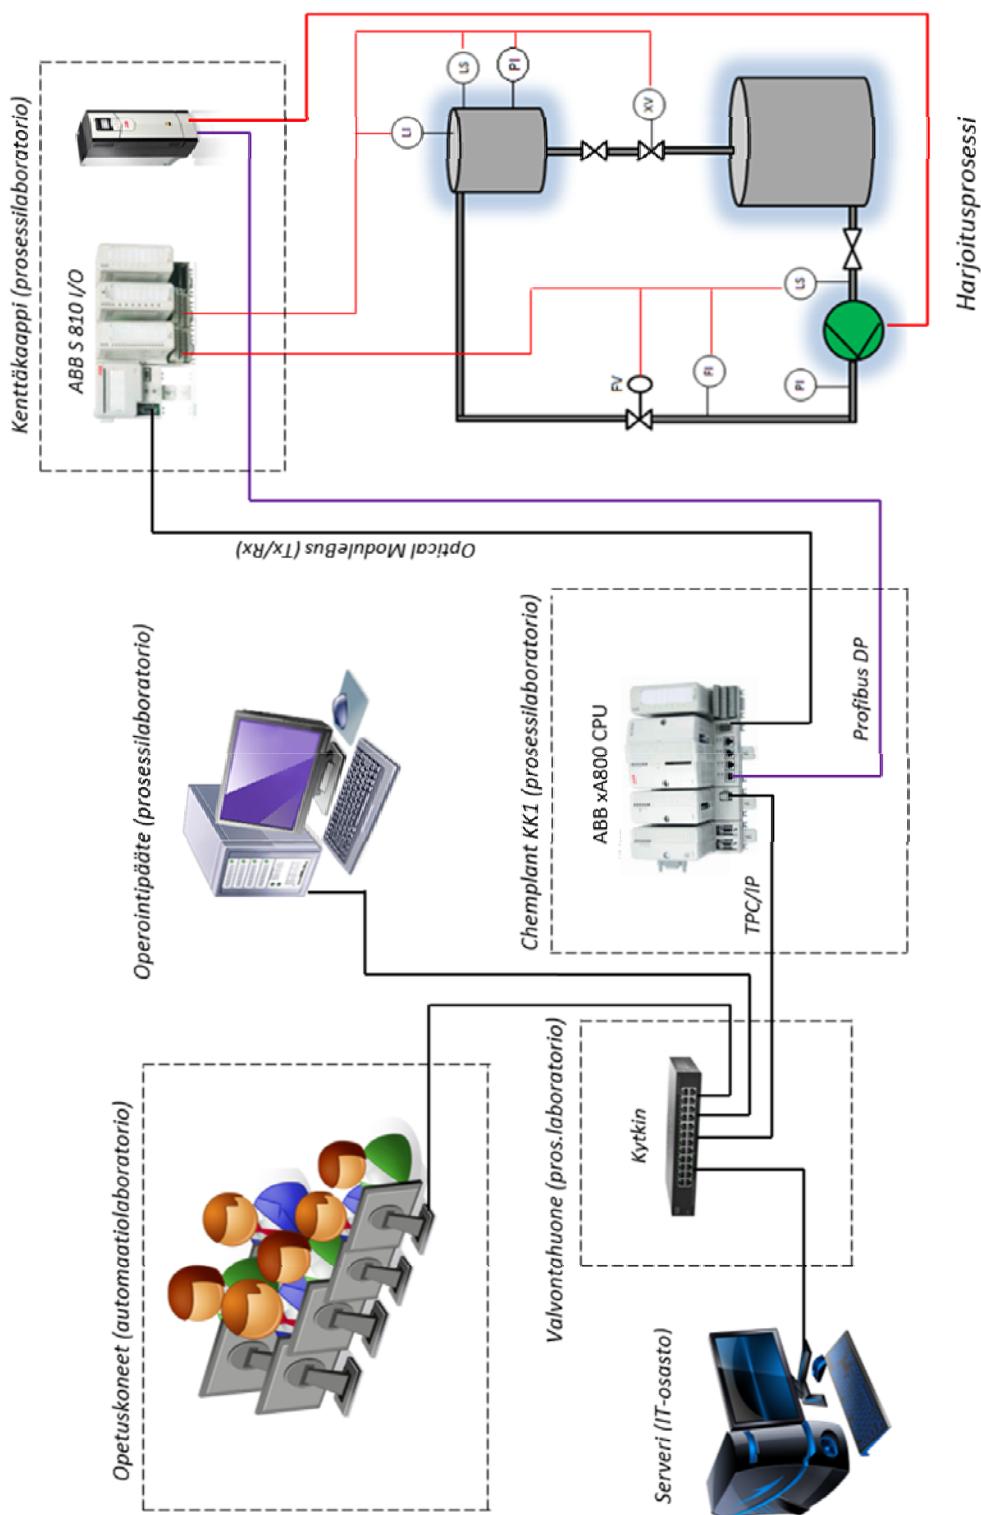 Opetuskoneet (automaatiolaboratorio)
Operointipääte (prosessilaboratorio)
Kenttäkaappi (prosessilaboratorio)
ABB S 810 I/O
Optical ModuleBus (Tx/Rx)
Serveri (IT-osasto)
Valvontahuone (pros.laboratorio)
Kytkin
Chemplant KK1 (prosessilaboratorio)
ABB xA800 CPU
TPC/IP
Profibus DP
LI
LS
PI
XV
FV
FI
LS
PI
Harjoitusprosessi